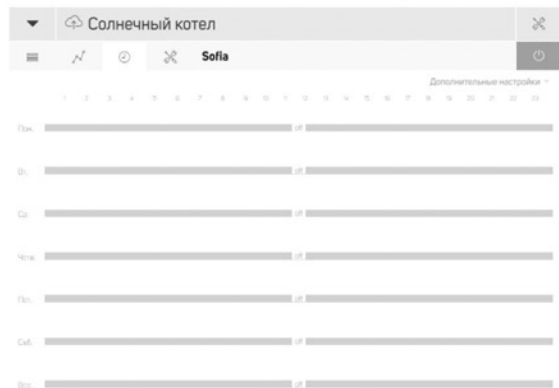 Солнечный котел
Sofia
Дополнительные настройки
1 2 3 4 5 6 7 8 9 10 11 12 13 14 15 16 17 18 19 20 21 22 23
Пон. off
Вт. off
Ср. off
Четв. off
Пят. off
Суб. off
Вос. off